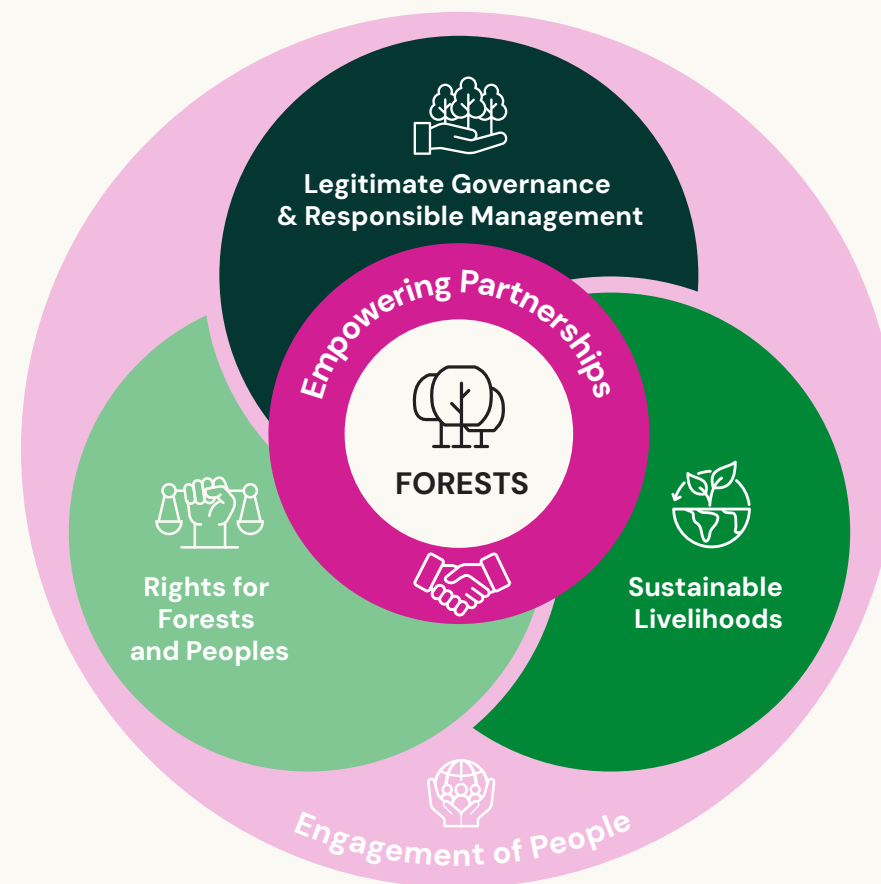 Legitimate Governance
& Responsible Management
Empowering Partnerships
FORESTS
Rights for
Forests
and Peoples
Sustainable
Livelihoods
Engagement of People